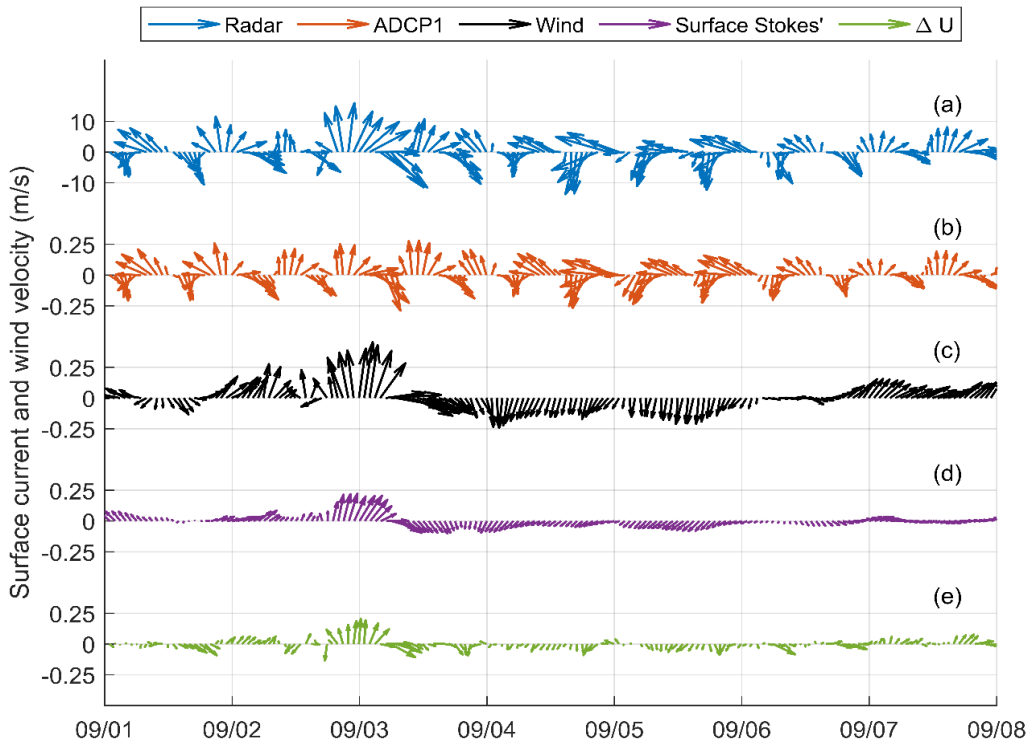 Radar ADCP1 Wind Surface Stokes' Δ U
Surface current and wind velocity (m/s)
(a)
10
0
-10
(b)
0.25
0
-0.25
(c)
0.25
0
-0.25
(d)
0.25
0
-0.25
(e)
0.25
0
-0.25
09/01 09/02 09/03 09/04 09/05 09/06 09/07 09/08